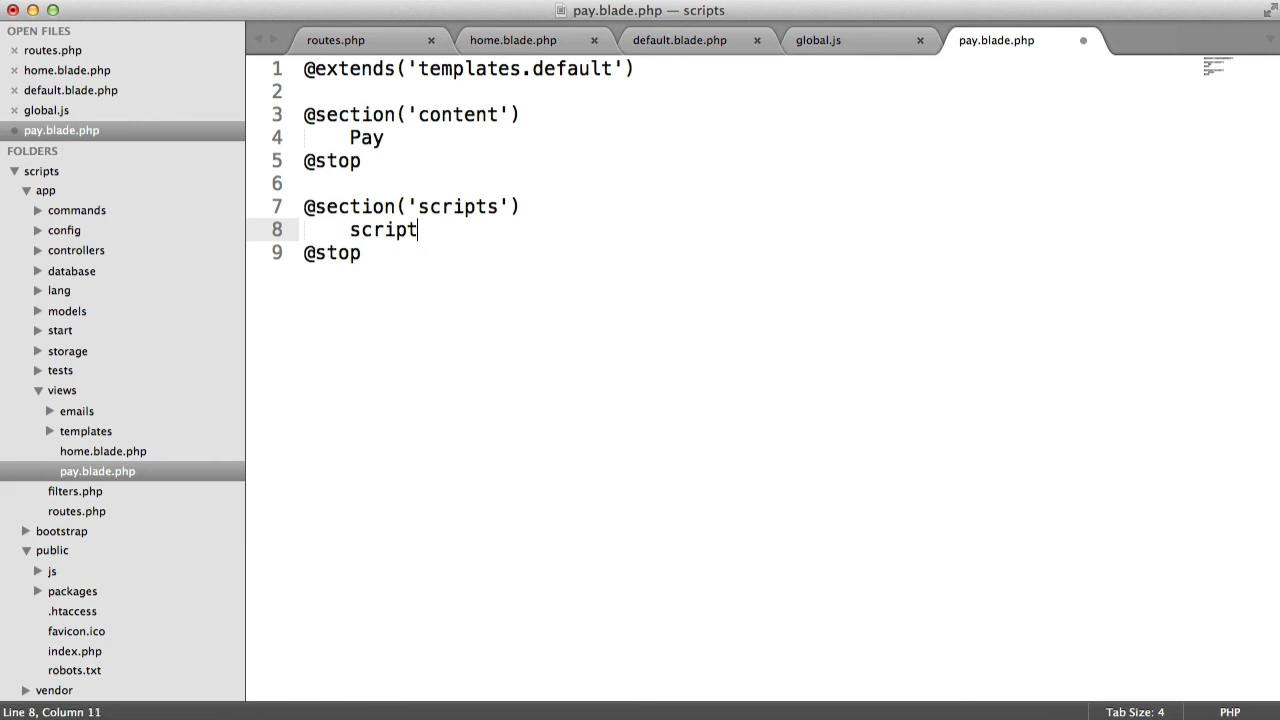 pay.blade.php — scripts
OPEN FILES
routes.php
home.blade.php
default.blade.php
global.js
pay.blade.php
FOLDERS
scripts
app
commands
config
controllers
database
lang
models
start
storage
tests
views
emails
templates
home.blade.php
pay.blade.php
filters.php
routes.php
bootstrap
public
js
packages
.htaccess
favicon.ico
index.php
robots.txt
vendor
routes.php
home.blade.php
default.blade.php
global.js
pay.blade.php
1 @extends('templates.default')
2
3 @section('content')
4 Pay
5 @stop
6
7 @section('scripts')
8 script
9 @stop
Line 8, Column 11
Tab Size: 4
PHP